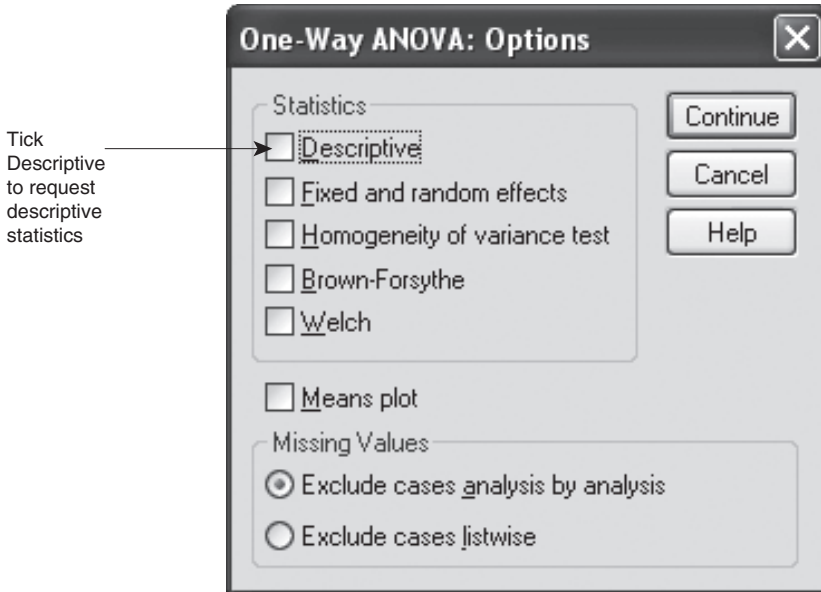 One-Way ANOVA: Options
Tick
Descriptive
to request
descriptive
statistics
Statistics
Descriptive
Fixed and random effects
Homogeneity of variance test
Brown-Forsythe
Welch
Continue
Cancel
Help
Means plot
Missing Values
Exclude cases analysis by analysis
Exclude cases listwise